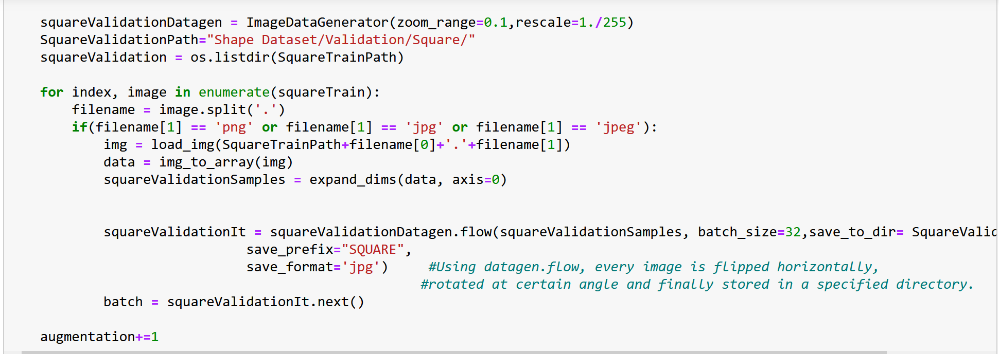 squareValidationDatagen = ImageDataGenerator(zoom_range=0.1,rescale=1./255)
SquareValidationPath="Shape Dataset/Validation/Square/"
squareValidation = os.listdir(SquareTrainPath)
for index, image in enumerate(squareTrain):
filename = image.split('.')
if(filename[1] == 'png' or filename[1] == 'jpg' or filename[1] == 'jpeg'):
img = load_img(SquareTrainPath+filename[0]+'.'+filename[1])
data = img_to_array(img)
squareValidationSamples = expand_dims(data, axis=0)
squareValidationIt = squareValidationDatagen.flow(squareValidationSamples, batch_size=32,save_to_dir=
save_prefix="SQUARE",
save_format='jpg') #Using datagen.flow, every image is flipped horizontally,
#rotated at certain angle and finally stored in a specified directory.
batch = squareValidationIt.next()
augmentation+=1